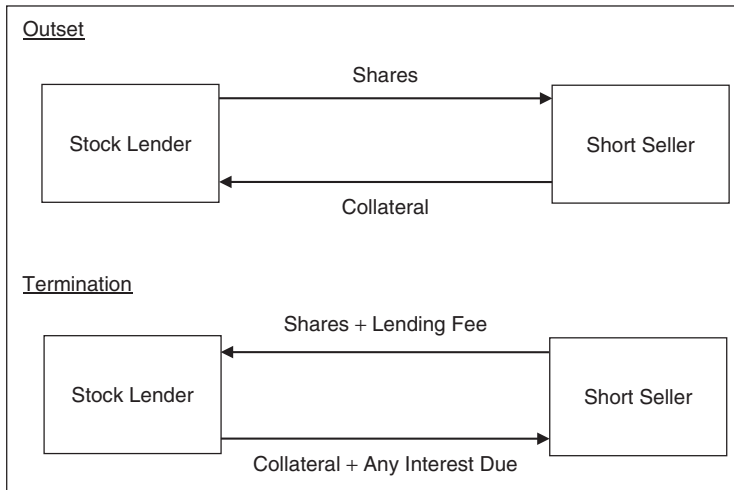 Outset
Shares
Stock Lender
Short Seller
Collateral
Termination
Shares + Lending Fee
Stock Lender
Short Seller
Collateral + Any Interest Due